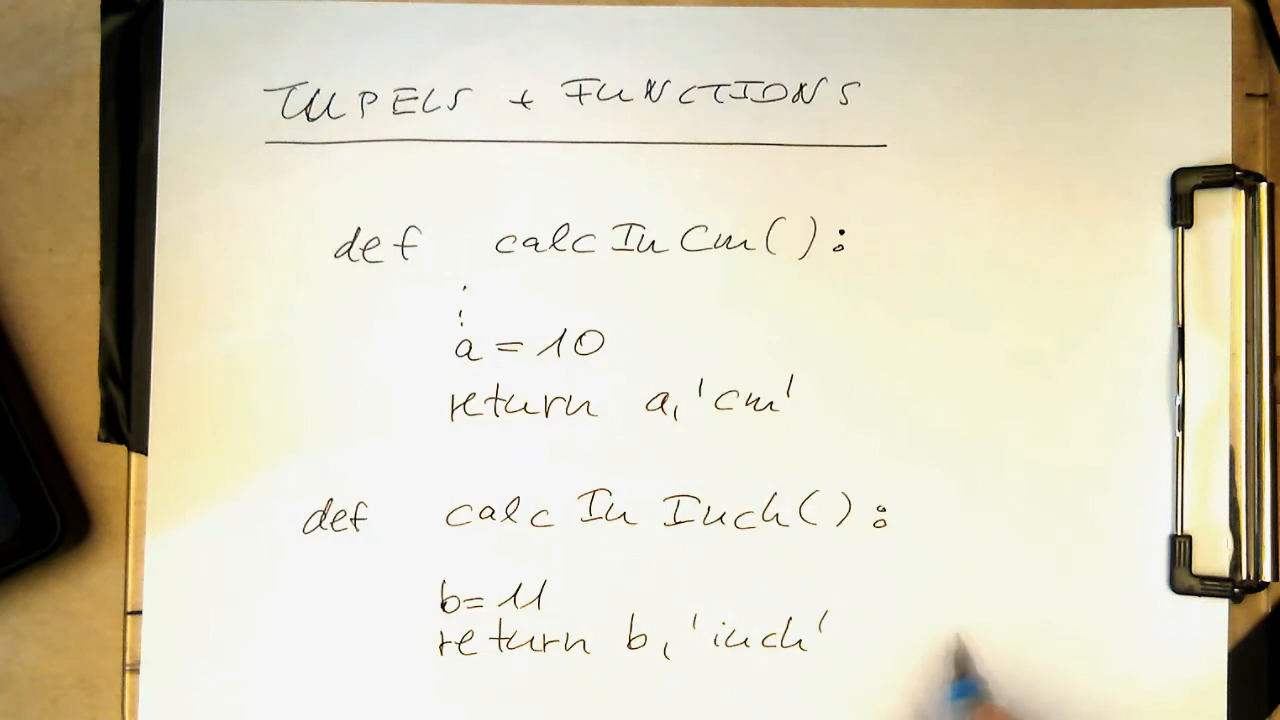 TUPELS + FUNCTIONS
def calcInCm():
:
a = 10
return a, 'cm'
def calcInInch():
b= 11
return b, 'inch'